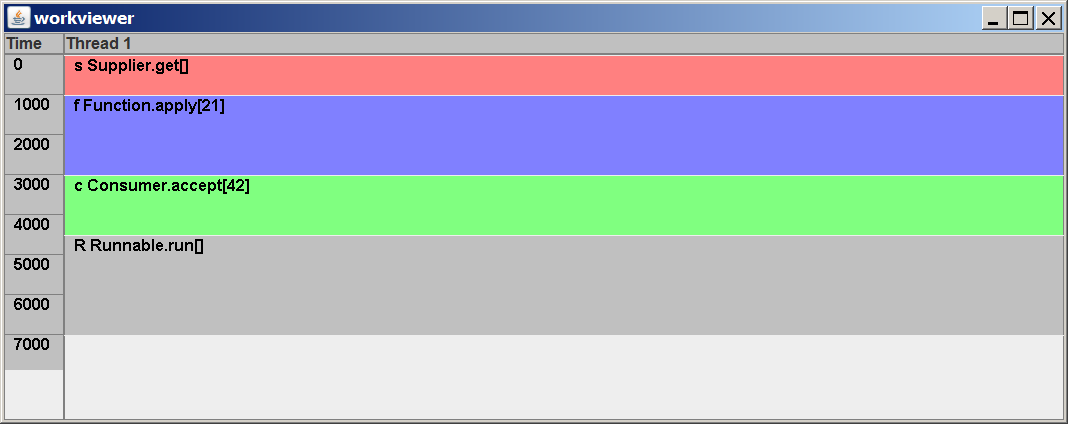 workviewer
Time Thread 1
0 s Supplier.get[]
1000 f Function.apply[21]
2000
3000 c Consumer.accept[42]
4000
R Runnable.run[]
5000
6000
7000